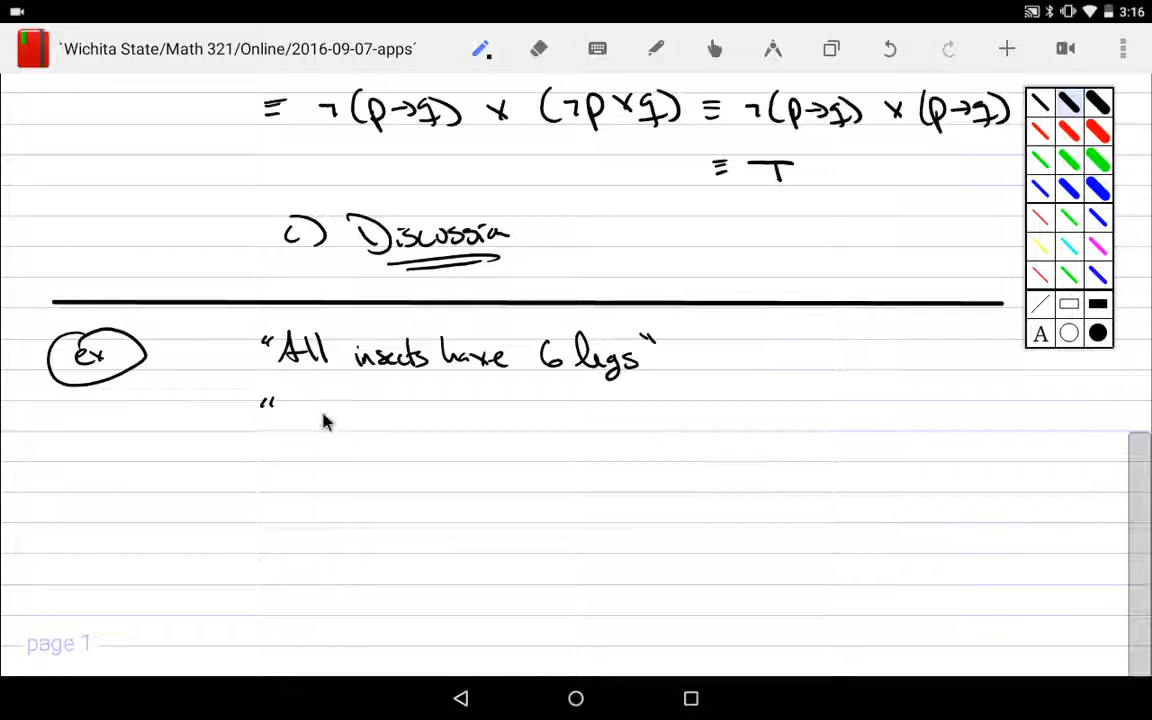 3:16
`Wichita State/Math 321/Online/2016-09-07-apps´
≡ ¬(p→q) ∨ (¬p∨q) ≡ ¬(p→q) ∨ (p→q)
≡ T
c) Discussion
ex "All insects have 6 legs"
"
A
page 1